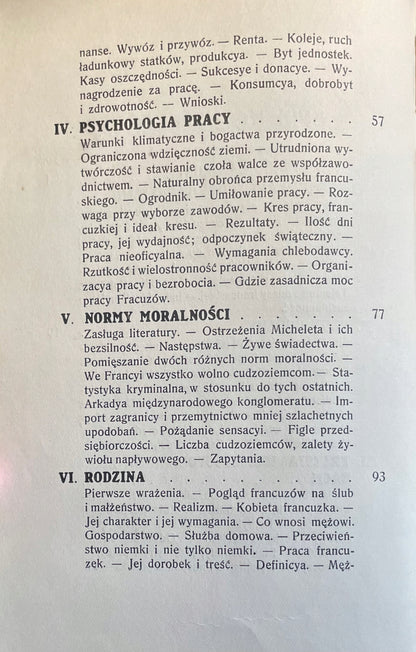 nanse. Wywóz i przywóz. — Renta. — Koleje, ruch
ładunkowy statków, produkcya. — Byt jednostek.
Kasy oszczędności. — Sukcesye i donacye. — Wy-
nagrodzenie za pracę. — Konsumcya, dobrobyt
i zdrowotność. — Wnioski.
IV. PSYCHOLOGIA PRACY . . . . . . . 57
Warunki klimatyczne i bogactwa przyrodzone. —
Ograniczona wdzięczność ziemi. — Utrudniona wy-
twórczość i stawianie czoła walce ze współzawo-
dnictwem. — Naturalny obrońca przemysłu francu-
skiego. — Ogrodnik. — Umiłowanie pracy. — Roz-
waga przy wyborze zawodów. — Kres pracy, fran-
cuzkiej i ideał kresu. — Rezultaty. — Ilość dni
pracy, jej wydajność; odpoczynek świąteczny. —
Praca nieoficyalna. — Wymagania chlebodawcy.
Rzutkość i wielostronność pracowników. — Organi-
zacya pracy i bezrobocia. — Gdzie zasadnicza moc
pracy Fracuzów.
V. NORMY MORALNOŚCI . . . . . . . 77
Zasługa literatury. — Ostrzeżenia Micheleta i ich
bezsilność. — Następstwa. — Żywe świadectwa. —
Pomięszanie dwóch różnych norm moralności. —
We Francyi wszystko wolno cudzoziemcom. — Sta-
tystyka kryminalna, w stosunku do tych ostatnich.
Arkadya międzynarodowego konglomeratu. — Im-
port zagranicy i przemytnictwo mniej szlachetnych
upodobań. — Pożądanie sensacyi. — Figle przed-
siębiorczości. — Liczba cudzoziemców, zalety ży-
wiołu napływowego. — Zapytania.
VI. RODZINA . . . . . . . . . . . 93
Pierwsze wrażenia. — Pogląd francuzów na ślub
i małżeństwo. — Realizm. — Kobieta francuzka. —
Jej charakter i jej wymagania. — Co wnosi mężowi.
Gospodarstwo. — Służba domowa. — Przeciwień-
stwo niemki i nie tylko niemki. — Praca francu-
zek. — Jej dorobek i treść. — Definicya. — Męż-